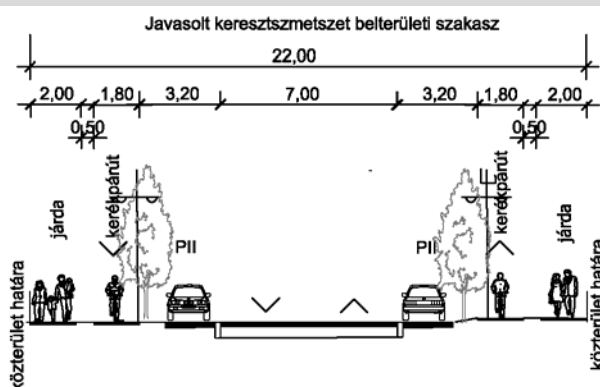 Javasolt keresztszmetszet belterületi szakasz
22,00
2,00 1,80 3,20 7,00 3,20 1,80 2,00
0,50 0,50
járda kerékpárút PII PII kerékpárút járda
közterület határa közterület határa